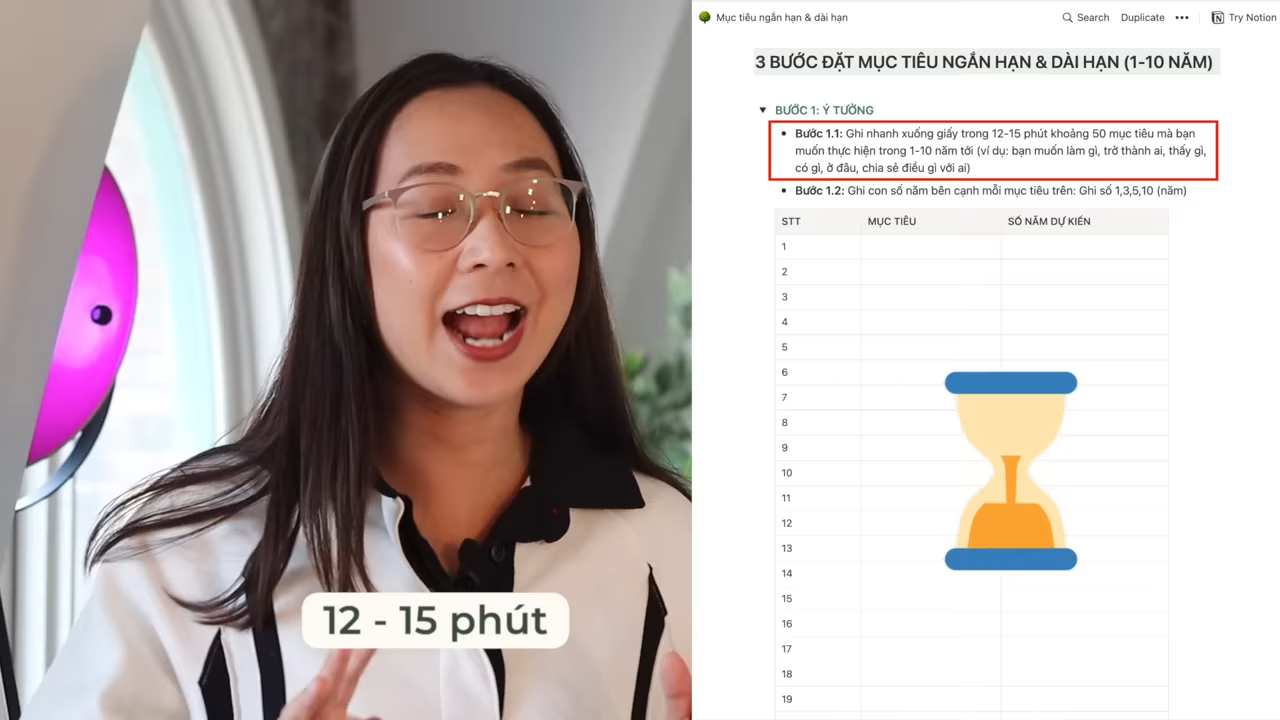 Mục tiêu ngắn hạn & dài hạn
Search
Duplicate
Try Notion
3 BƯỚC ĐẶT MỤC TIÊU NGẮN HẠN & DÀI HẠN (1-10 NĂM)
BƯỚC 1: Ý TƯỞNG
Bước 1.1: Ghi nhanh xuống giấy trong 12-15 phút khoảng 50 mục tiêu mà bạn
muốn thực hiện trong 1-10 năm tới (ví dụ: bạn muốn làm gì, trở thành ai, thấy gì,
có gì, ở đâu, chia sẻ điều gì với ai)
Bước 1.2: Ghi con số năm bên cạnh mỗi mục tiêu trên: Ghi số 1,3,5,10 (năm)
STT MỤC TIÊU SỐ NĂM DỰ KIẾN
1
2
3
4
5
6
7
8
9
10
11
12
13
14
15
16
17
18
19
12 - 15 phút